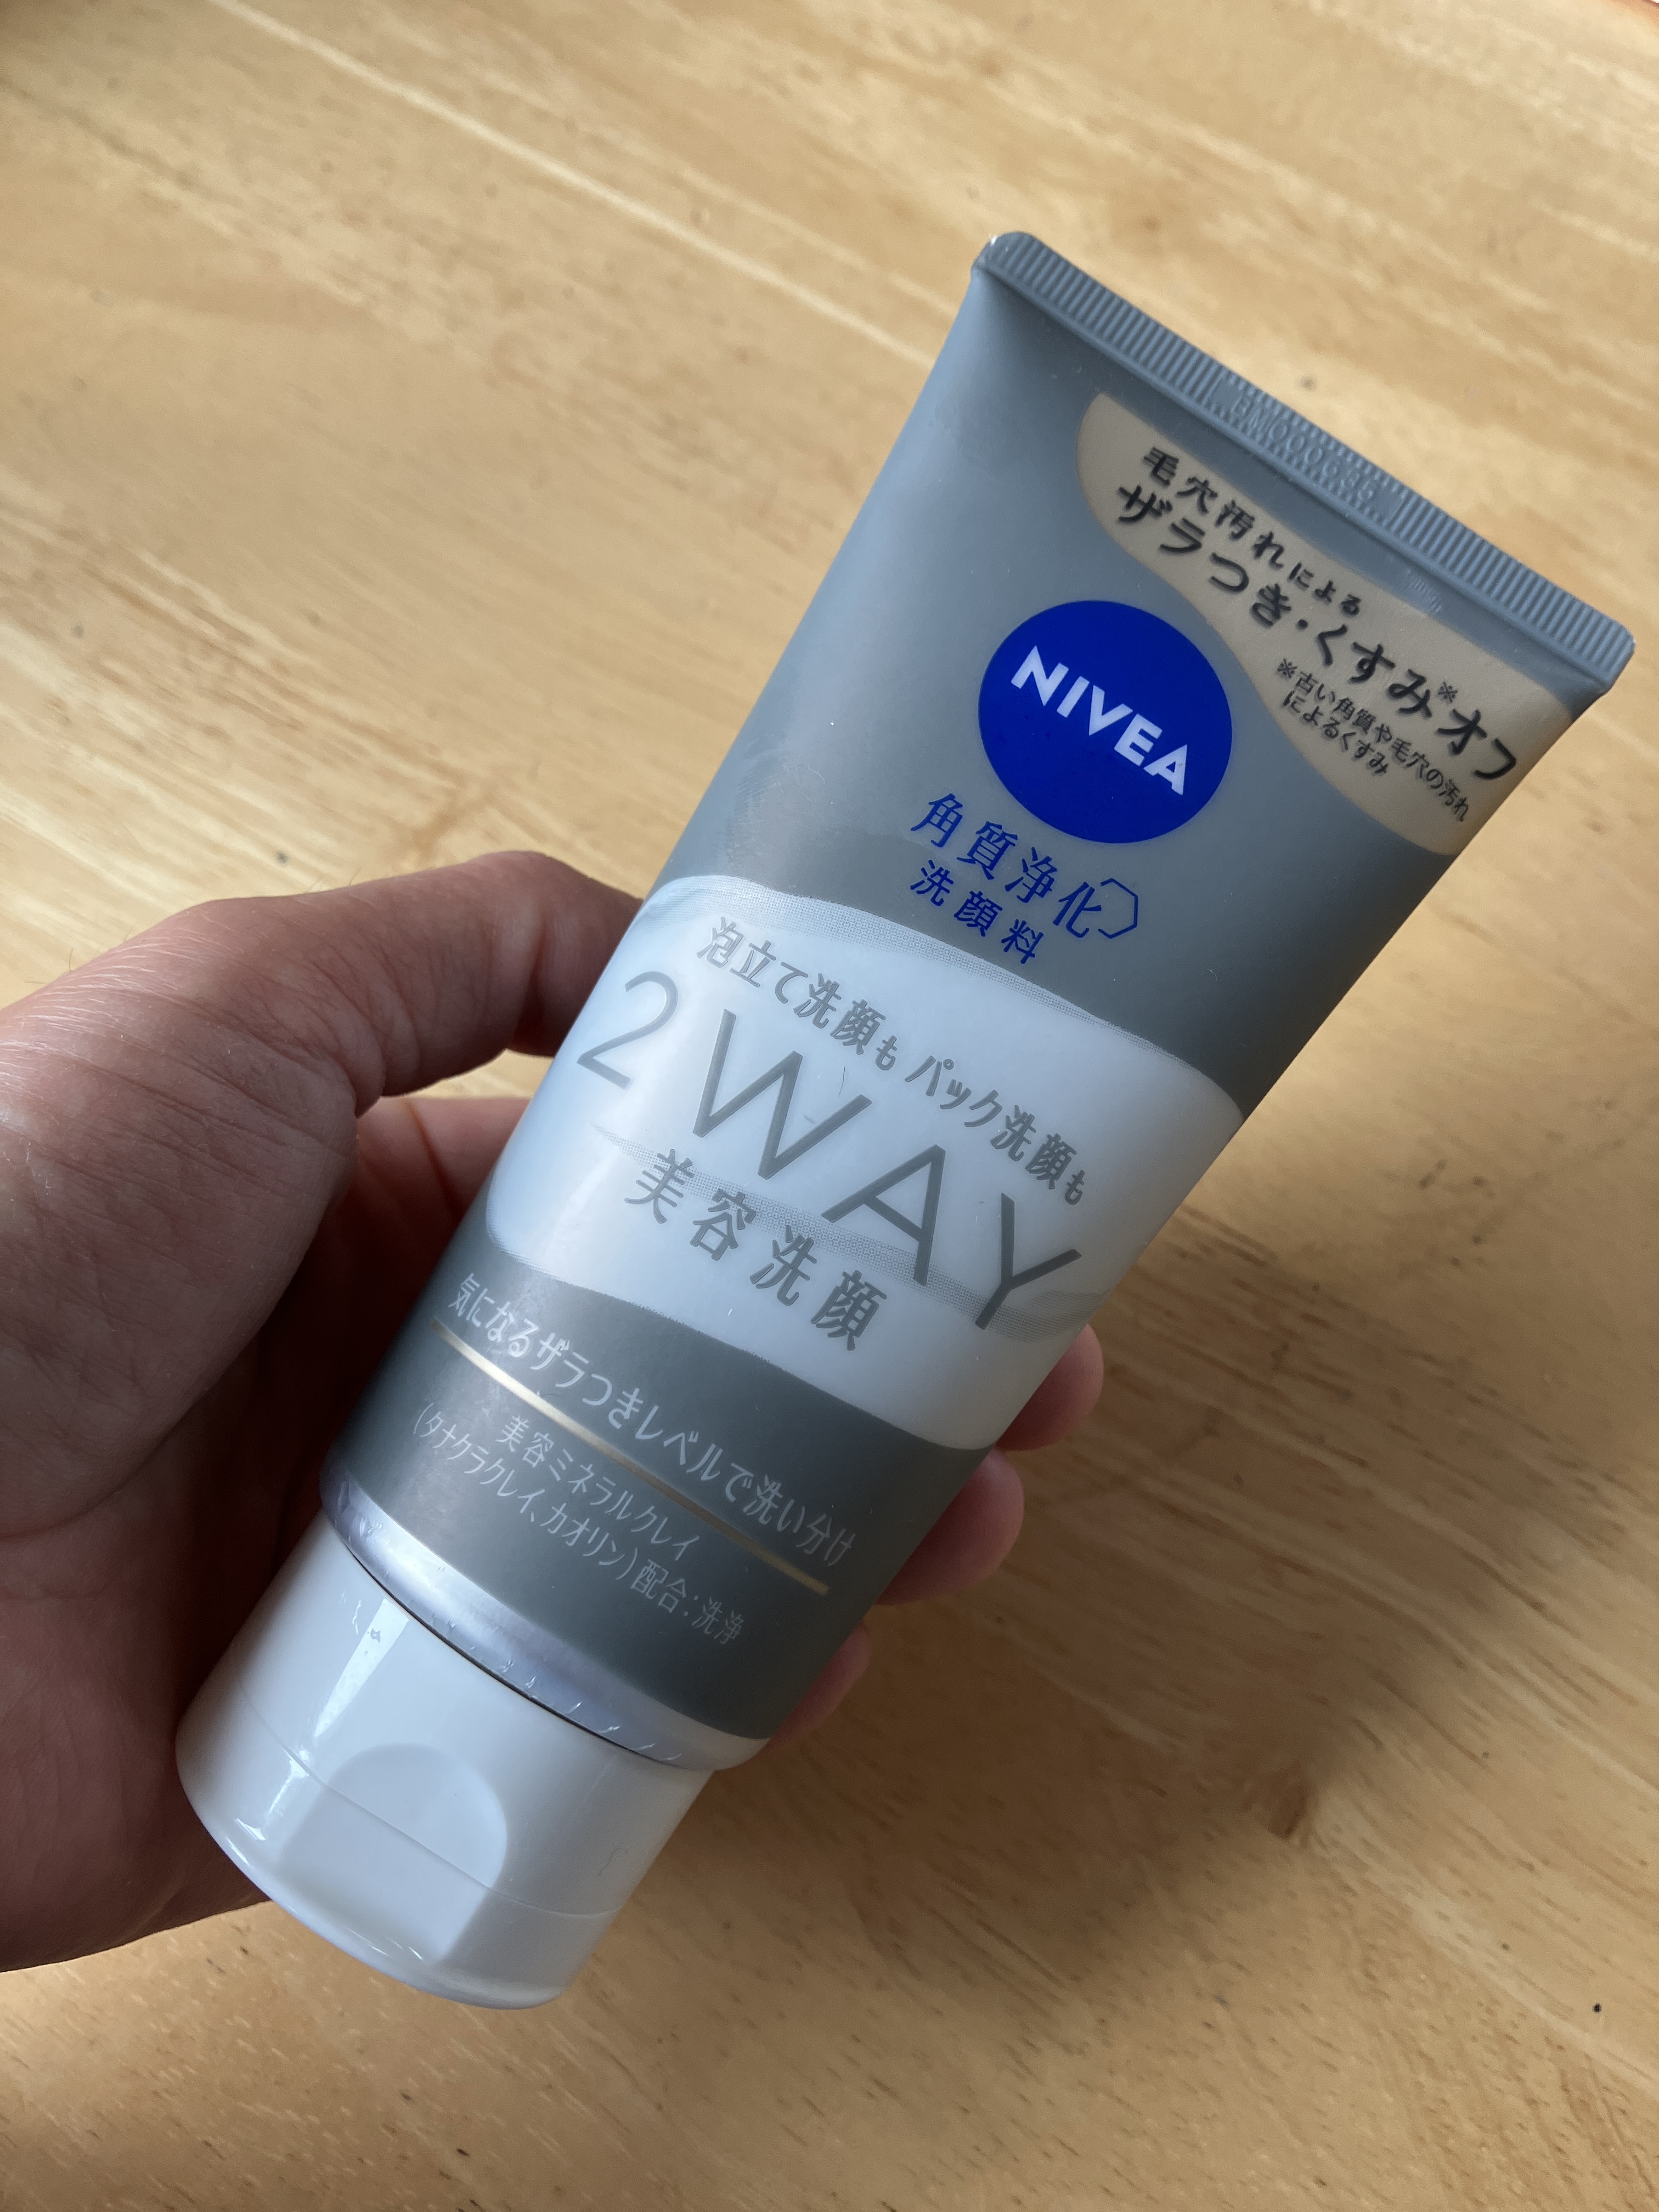 毛穴汚れによる
ザラつき・くすみ※オフ
※古い角質や毛穴の汚れ
によるくすみ
NIVEA
角質浄化
洗顔料
泡立て洗顔も パック洗顔も
2WAY
美容洗顔
気になるザラつきレベルで洗い分け
美容ミネラルクレイ
(タナクラクレイ、カオリン)配合:洗浄